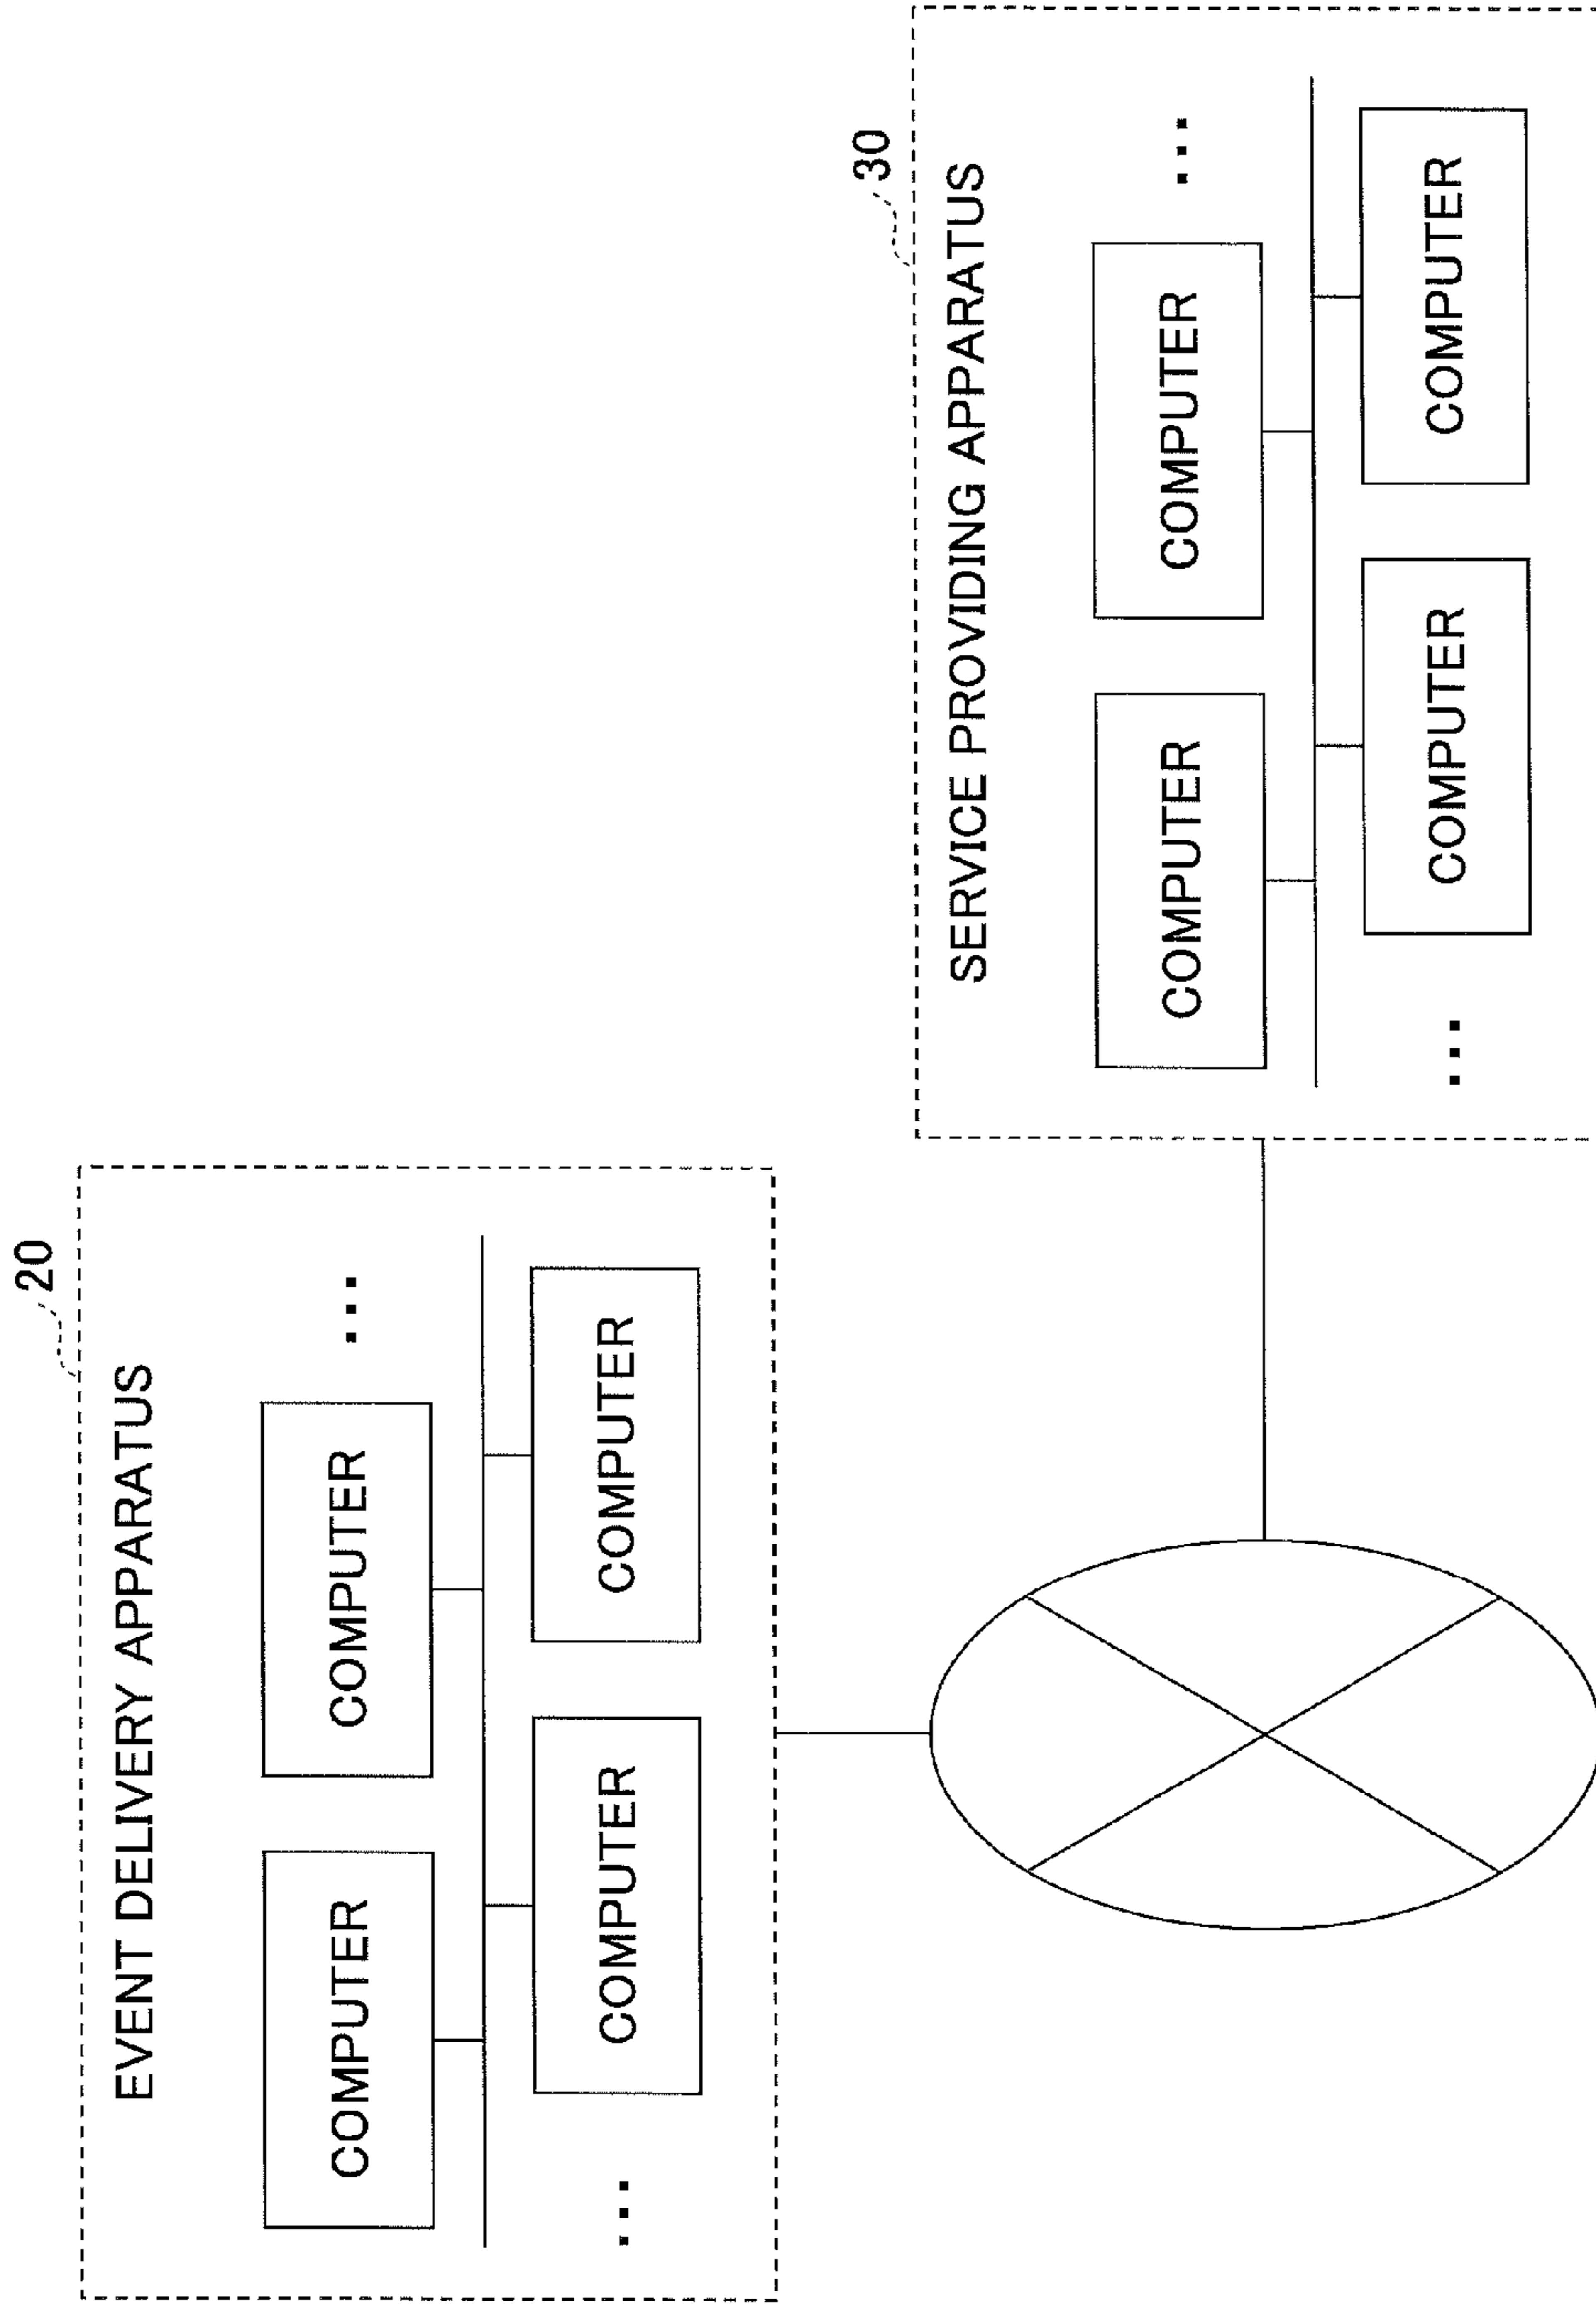 20
EVENT DELIVERY APPARATUS
COMPUTER
COMPUTER
...
COMPUTER
COMPUTER
...
30
SERVICE PROVIDING APPARATUS
COMPUTER
COMPUTER
...
...
COMPUTER
COMPUTER